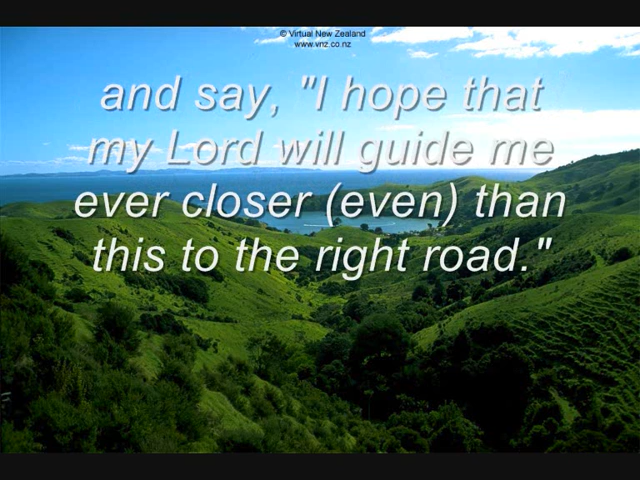 © Virtual New Zealand
www.vnz.co.nz
and say, "I hope that
my Lord will guide me
ever closer (even) than
this to the right road."